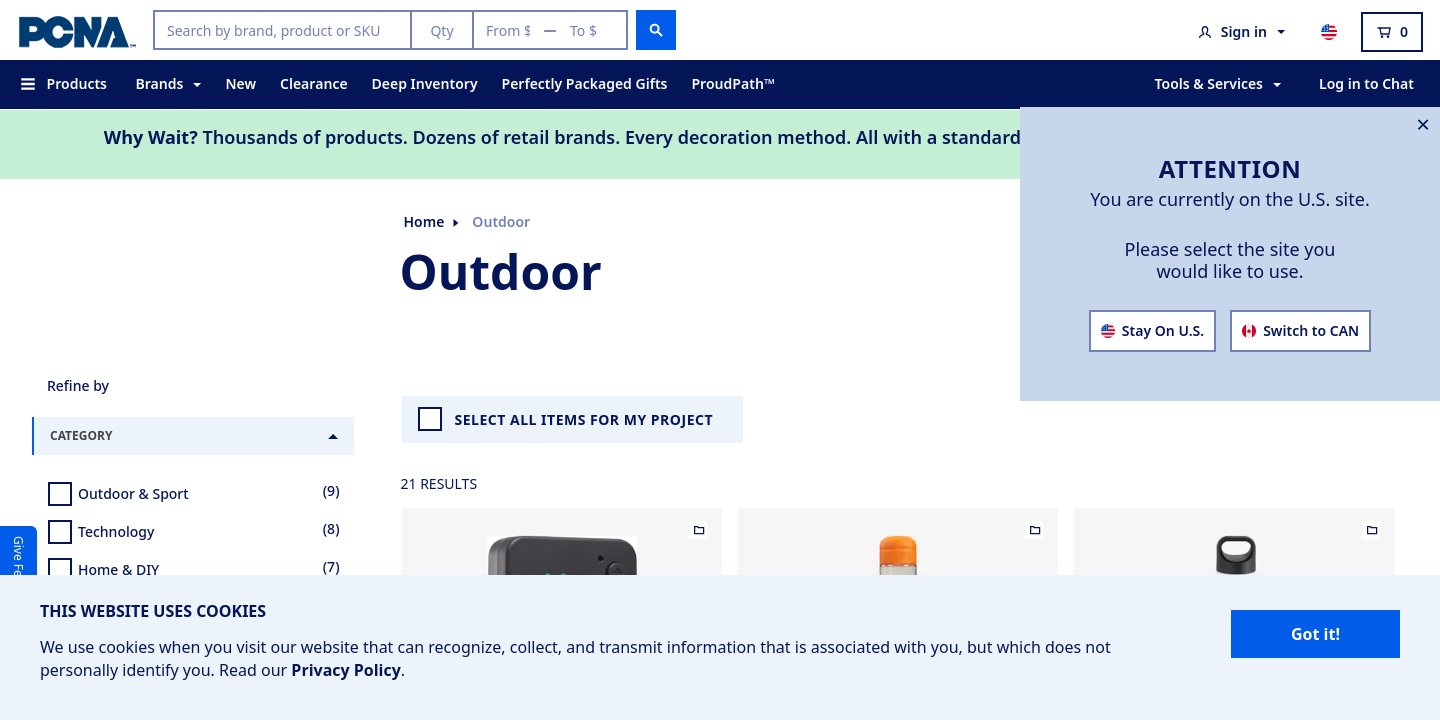 PCNA™
Search by brand, product or SKU
Qty
From $ — To $
Sign in
0
Products
Brands
New
Clearance
Deep Inventory
Perfectly Packaged Gifts
ProudPath™
Tools & Services
Log in to Chat
Why Wait? Thousands of products. Dozens of retail brands. Every decoration method. All with a standard
ATTENTION
You are currently on the U.S. site.
Please select the site you
would like to use.
Stay On U.S.
Switch to CAN
Home
Outdoor
Outdoor
Refine by
SELECT ALL ITEMS FOR MY PROJECT
CATEGORY
21 RESULTS
Outdoor & Sport (9)
Technology (8)
Home & DIY (7)
Give Fe
THIS WEBSITE USES COOKIES
We use cookies when you visit our website that can recognize, collect, and transmit information that is associated with you, but which does not
personally identify you. Read our Privacy Policy.
Got it!